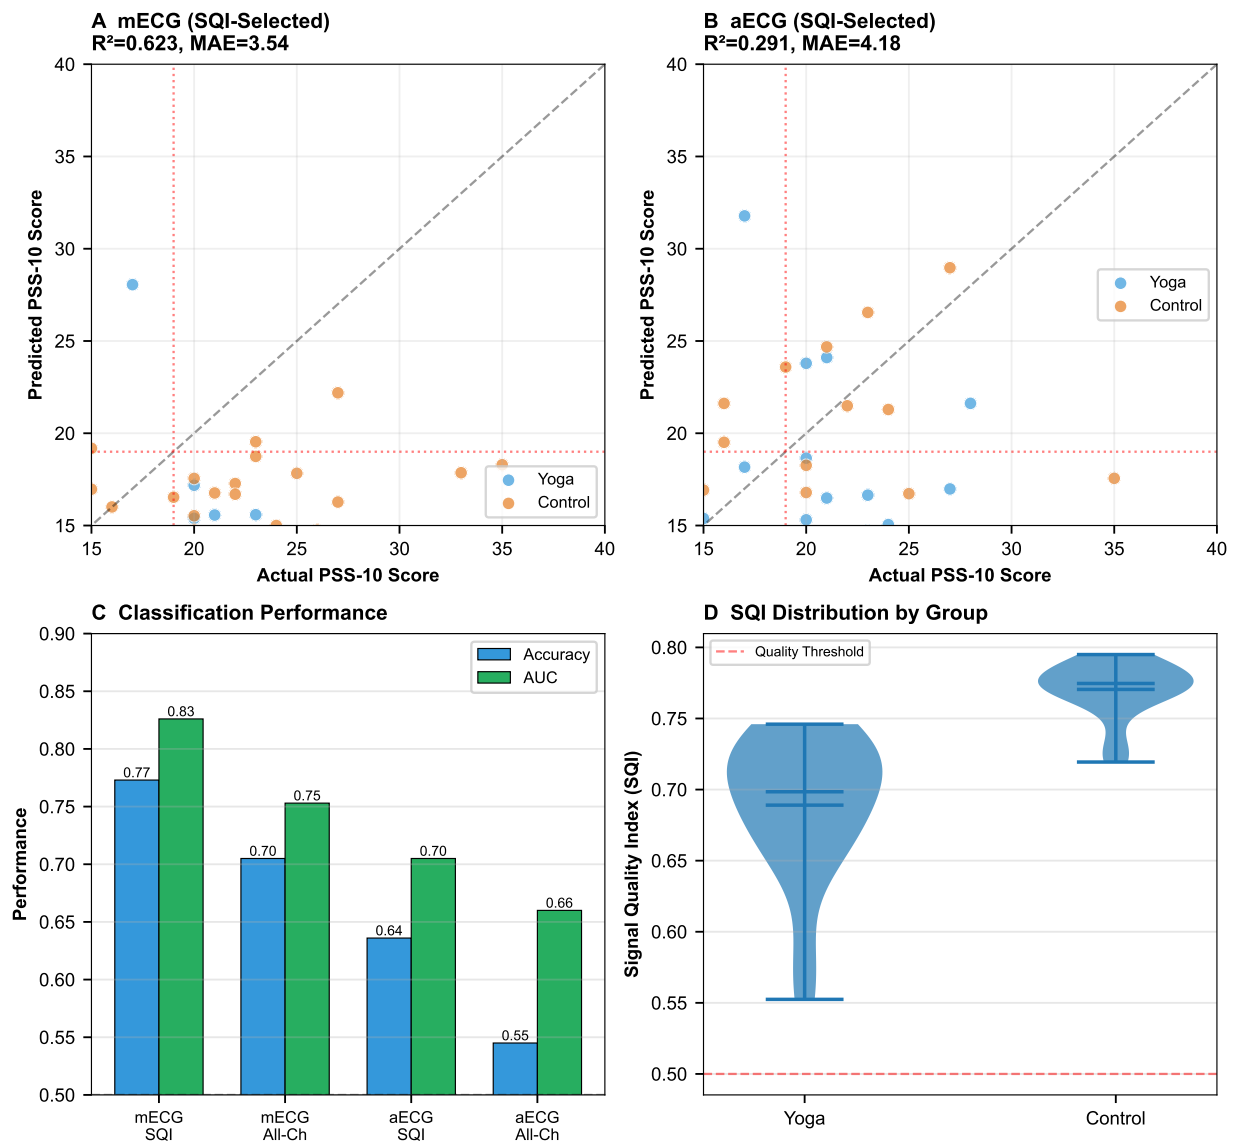 A mECG (SQI-Selected)
R²=0.623, MAE=3.54
40
35
30
25
20
15
Predicted PSS-10 Score
Yoga
Control
15
20
25
30
35
40
Actual PSS-10 Score
B aECG (SQI-Selected)
R²=0.291, MAE=4.18
40
35
30
25
20
15
Predicted PSS-10 Score
Yoga
Control
15
20
25
30
35
40
Actual PSS-10 Score
C Classification Performance
0.90
0.85
0.80
0.75
0.70
0.65
0.60
0.55
0.50
Performance
Accuracy
AUC
0.77
0.83
0.70
0.75
0.64
0.70
0.55
0.66
mECG
SQI
mECG
All-Ch
aECG
SQI
aECG
All-Ch
D SQI Distribution by Group
0.80
0.75
0.70
0.65
0.60
0.55
0.50
Signal Quality Index (SQI)
Quality Threshold
Yoga
Control